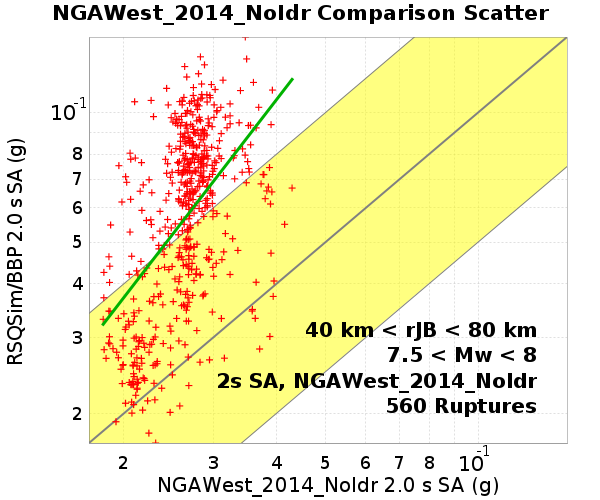 NGAWest_2014_NoIdr Comparison Scatter
RSQSim/BBP 2.0 s SA (g)
10-1
8
7
6
5
4
3
2
40 km < rJB < 80 km
7.5 < Mw < 8
2s SA, NGAWest_2014_NoIdr
560 Ruptures
2 3 4 5 6 7 8 10-1
NGAWest_2014_NoIdr 2.0 s SA (g)